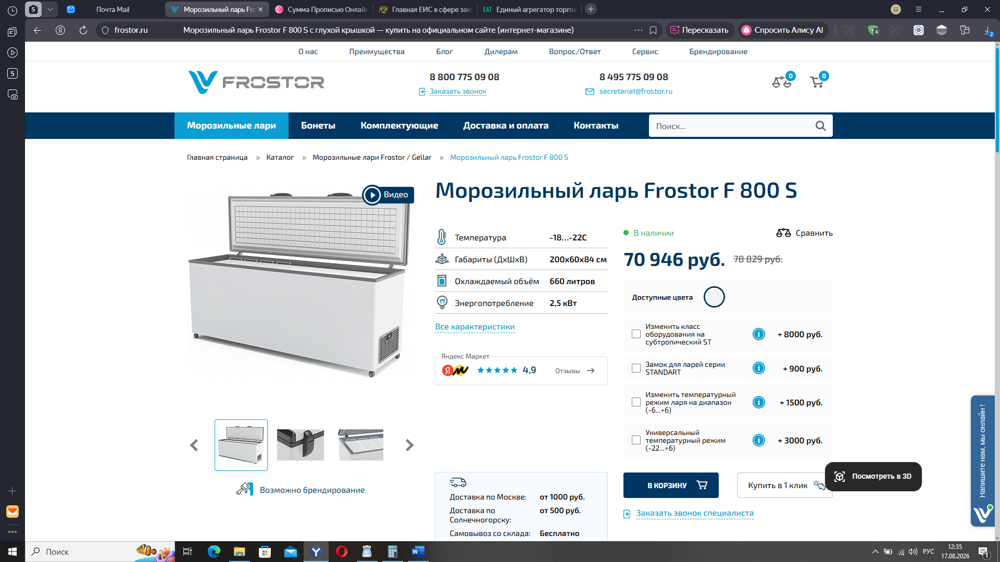 5
Почта Mail
Морозильный ларь Fro
Сумма Прописью Онлайн
Главная ЕИС в сфере заку
ЕАТ Единый агрегатор торгов
frostor.ru
Морозильный ларь Frostor F 800 S с глухой крышкой — купить на официальном сайте (интернет-магазине)
Пересказать
Спросить Алису AI
4
2
5
О нас
Преимущества
Блог
Дилерам
Вопрос/Ответ
Сервис
Брендирование
FROSTOR
8 800 775 09 08
Заказать звонок
8 495 775 09 08
secretariat@frostor.ru
0
0
Морозильные лари
Бонеты
Комплектующие
Доставка и оплата
Контакты
Поиск...
Главная страница » Каталог » Морозильные лари Frostor / Gellar » Морозильный ларь Frostor F 800 S
Видео
Морозильный ларь Frostor F 800 S
Температура -18...-22С
Габариты (ДхШхВ) 200x60x84 см
Охлаждаемый объём 660 литров
Энергопотребление 2,5 кВт
Все характеристики
Яндекс Маркет
Я М 4,9 Отзывы
В наличии
Сравнить
70 946 руб. 78 829 руб.
Доступные цвета
Изменить класс
оборудования на
субтропический ST
+ 8000 руб.
Замок для ларей серии
STANDART
+ 900 руб.
Изменить температурный
режим ларя на диапазон
(-6...+6)
+ 1500 руб.
Универсальный
температурный режим
(-22...+6)
+ 3000 руб.
В КОРЗИНУ
Купить в 1 клик
Посмотреть в 3D
Заказать звонок специалиста
Возможно брендирование
Доставка по Москве: от 1000 руб.
Доставка по
Солнечногорску:
от 500 руб.
Самовывоз со склада: Бесплатно
Напишите нам, мы онлайн !
Поиск
РУС
12:35
17.08.2026
1